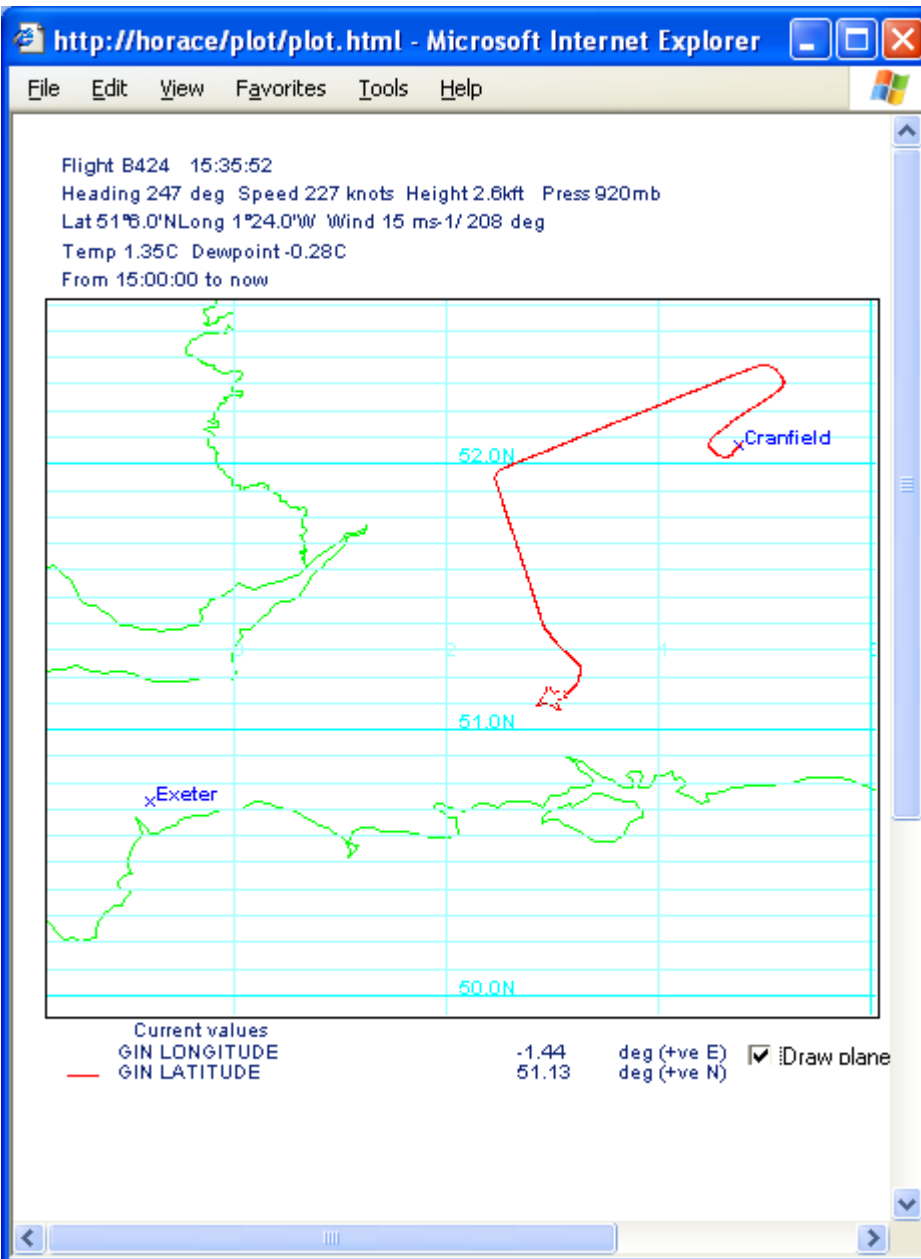 http://horace/plot/plot.html - Microsoft Internet Explorer
File Edit View Favorites Tools Help
Flight B424 15:35:52
Heading 247 deg Speed 227 knots Height 2.6kft Press 920mb
Lat 51°6.0'NLong 1°24.0'W Wind 15 ms-1/ 208 deg
Temp 1.35C Dewpoint -0.28C
From 15:00:00 to now
Cranfield
52.0N
3 2 1
51.0N
Exeter
50.0N
Current values
GIN LONGITUDE -1.44 deg (+ve E)
GIN LATITUDE 51.13 deg (+ve N)
Draw plane